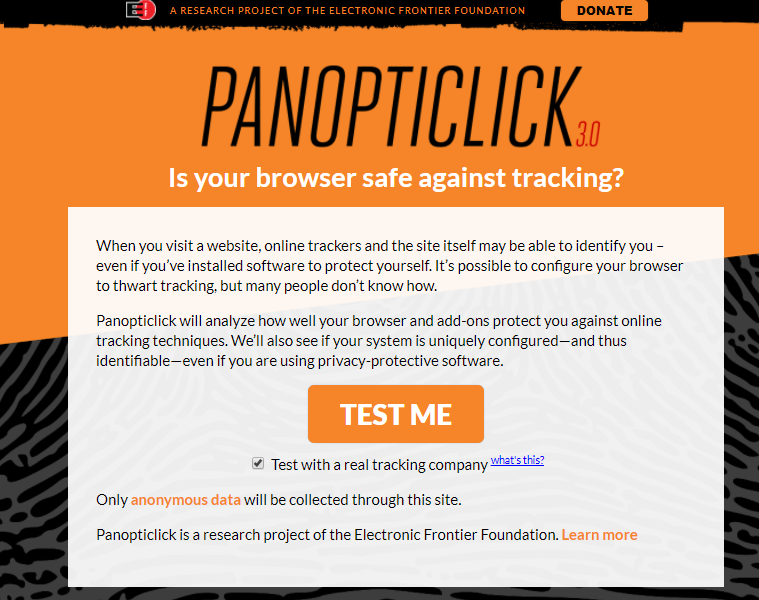 A RESEARCH PROJECT OF THE ELECTRONIC FRONTIER FOUNDATION
DONATE
PANOPTICLICK 3.0
Is your browser safe against tracking?
When you visit a website, online trackers and the site itself may be able to identify you –
even if you've installed software to protect yourself. It's possible to configure your browser
to thwart tracking, but many people don't know how.
Panopticlick will analyze how well your browser and add-ons protect you against online
tracking techniques. We'll also see if your system is uniquely configured—and thus
identifiable—even if you are using privacy-protective software.
TEST ME
Test with a real tracking company what's this?
Only anonymous data will be collected through this site.
Panopticlick is a research project of the Electronic Frontier Foundation. Learn more